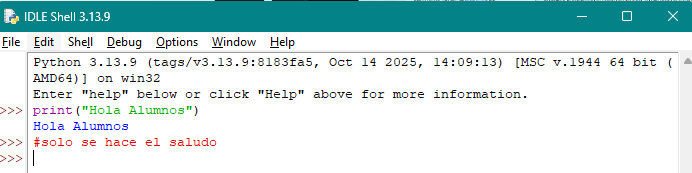 IDLE Shell 3.13.9
File Edit Shell Debug Options Window Help
Python 3.13.9 (tags/v3.13.9:8183fa5, Oct 14 2025, 14:09:13) [MSC v.1944 64 bit (
AMD64)] on win32
Enter "help" below or click "Help" above for more information.
>>> print("Hola Alumnos")
Hola Alumnos
>>> #solo se hace el saludo
>>>